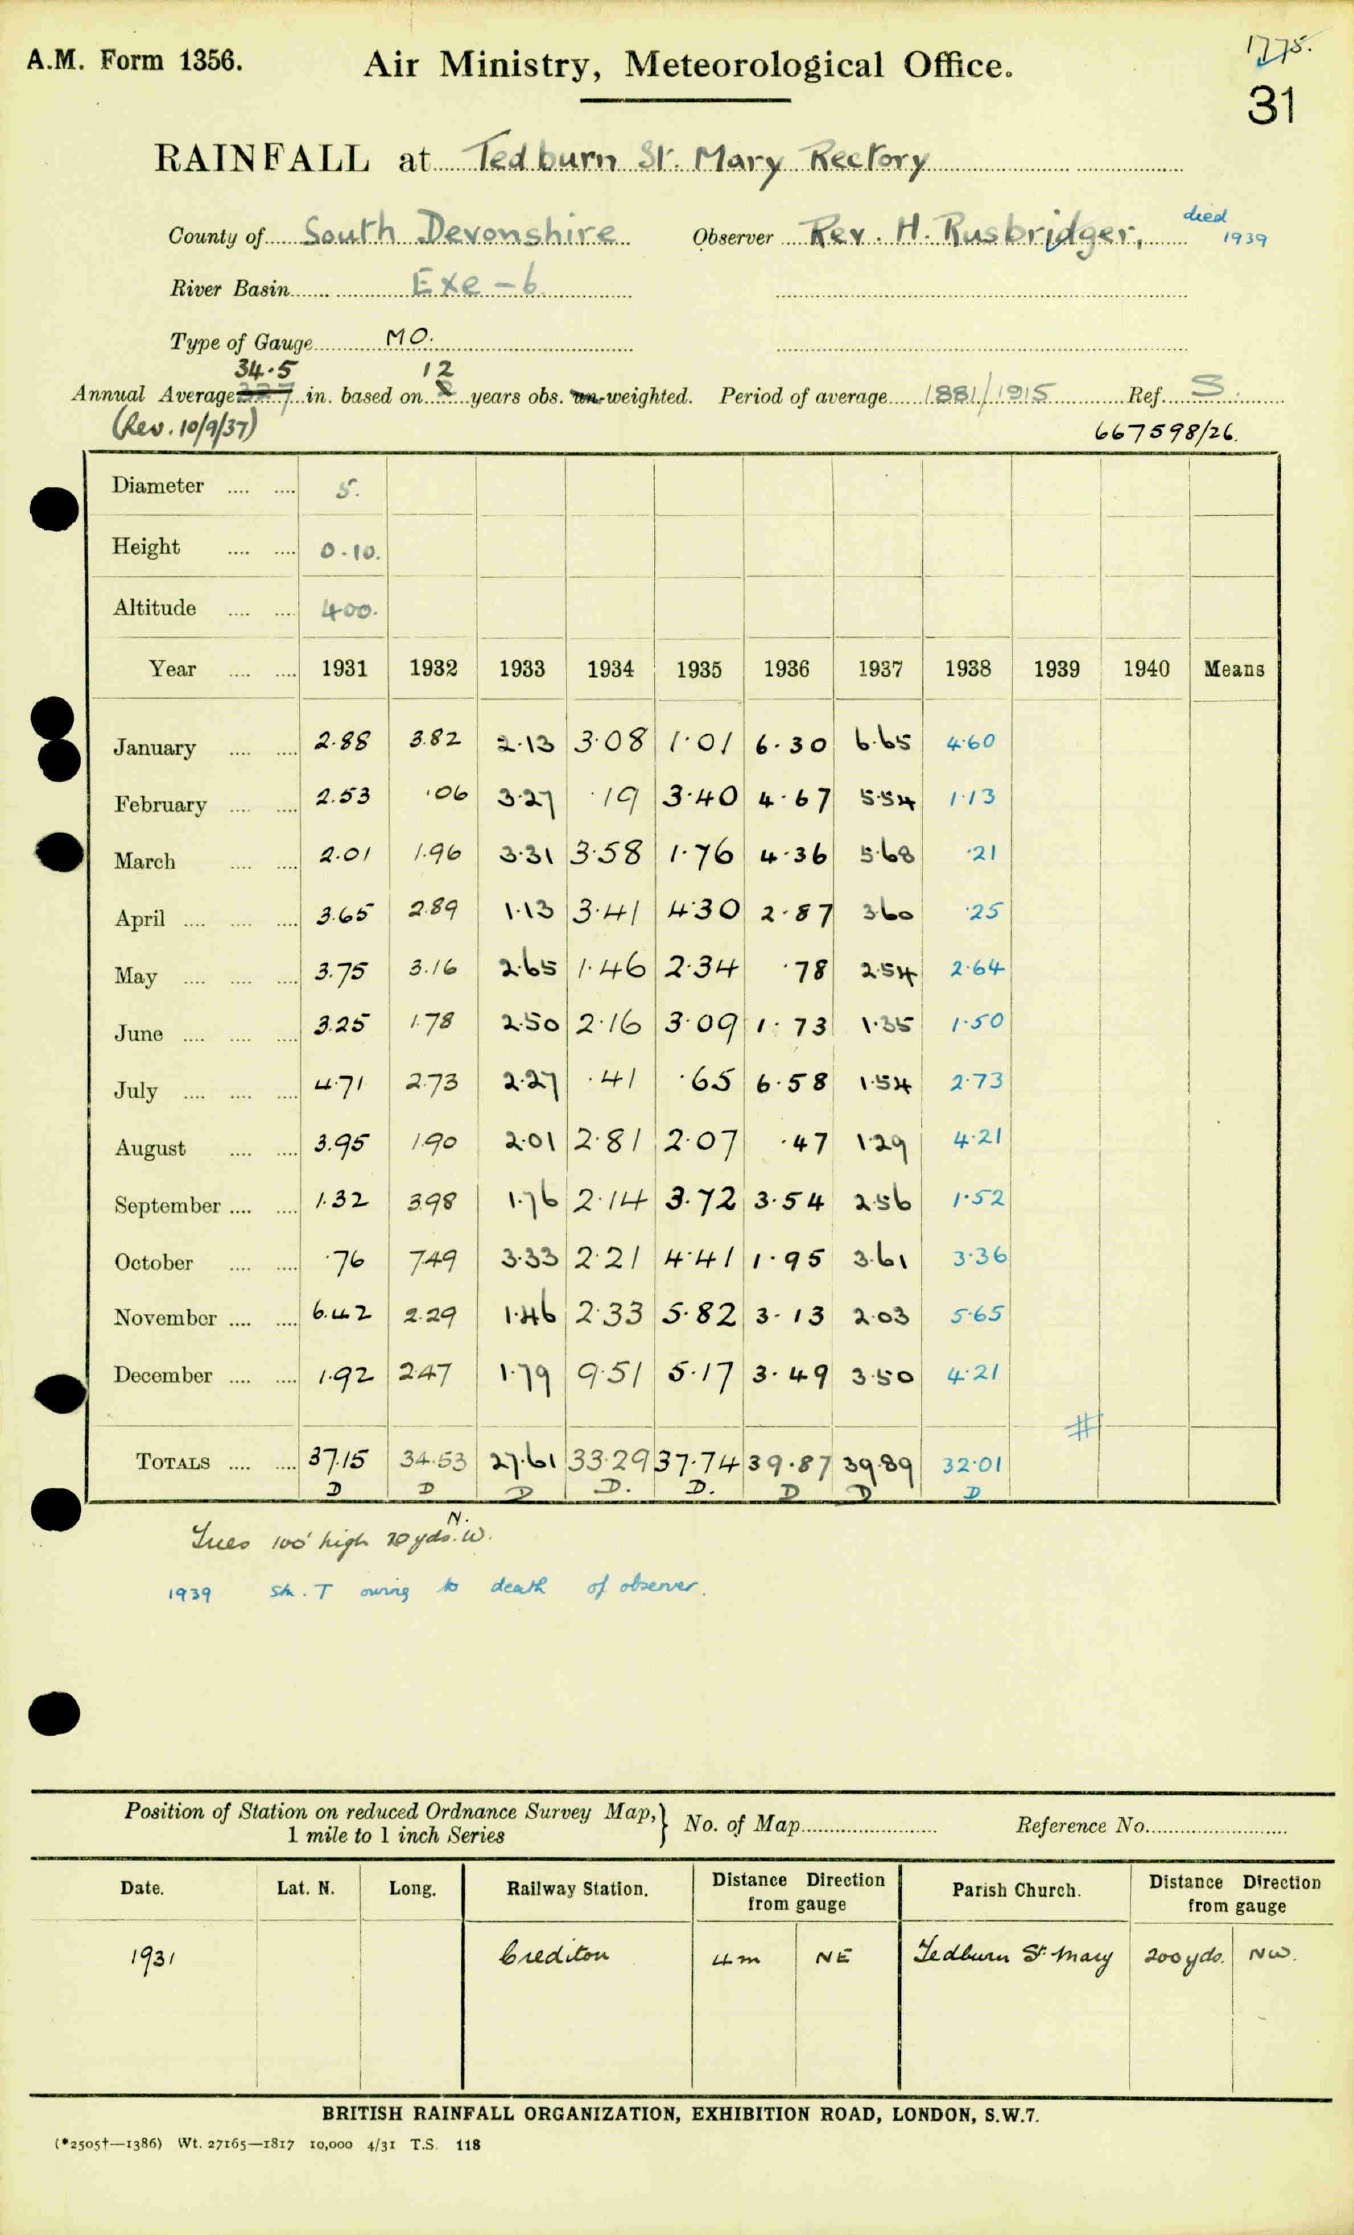 A.M. Form 1356.
Air Ministry, Meteorological Office.
1775.
31
RAINFALL at Tedburn St. Mary Rectory
County of South Devonshire Observer Rev. H. Rusbridger, died 1939
River Basin Exe-6
Type of Gauge MO.
34.5 12
Annual Average in. based on 8 years obs. un-weighted. Period of average 1881/1915 Ref. S.
(Rev. 10/9/37) 667598/26.
Diameter .... .... 5.
Height .... .... 0.10.
Altitude .... .... 400.
Year .... .... 1931 1932 1933 1934 1935 1936 1937 1938 1939 1940 Means
January .... .... 2.88 3.82 2.13 3.08 1.01 6.30 6.65 4.60
February .... .... 2.53 .06 3.27 .19 3.40 4.67 5.54 1.13
March .... .... 2.01 1.96 3.31 3.58 1.76 4.36 5.68 .21
April .... .... .... 3.65 2.89 1.13 3.41 4.30 2.87 3.60 .25
May .... .... .... 3.75 3.16 2.65 1.46 2.34 .78 2.54 2.64
June .... .... .... 3.25 1.78 2.50 2.16 3.09 1.73 1.35 1.50
July .... .... .... 4.71 2.73 2.27 .41 .65 6.58 1.54 2.73
August .... .... 3.95 1.90 2.01 2.81 2.07 .47 1.29 4.21
September .... .... 1.32 3.98 1.76 2.14 3.72 3.54 2.56 1.52
October .... .... .76 7.49 3.33 2.21 4.41 1.95 3.61 3.36
November .... .... 6.42 2.29 1.46 2.33 5.82 3.13 2.03 5.65
December .... .... 1.92 2.47 1.79 9.51 5.17 3.49 3.50 4.21
#
TOTALS .... .... 37.15 34.53 27.61 33.29 37.74 39.87 39.89 32.01
D D D D. D. D D D
Trees 100' high 70 yds. N.W.
1939 Stn. T owing to death of observer.
Position of Station on reduced Ordnance Survey Map,} No. of Map Reference No.
1 mile to 1 inch Series
Date. Lat. N. Long. Railway Station. Distance Direction from gauge Parish Church. Distance Direction from gauge
1931 Crediton 4m NE Tedburn St Mary 200 yds. NW.
BRITISH RAINFALL ORGANIZATION, EXHIBITION ROAD, LONDON, S.W.7.
(*2505†—1386) Wt. 27165—1817 10,000 4/31 T.S. 118